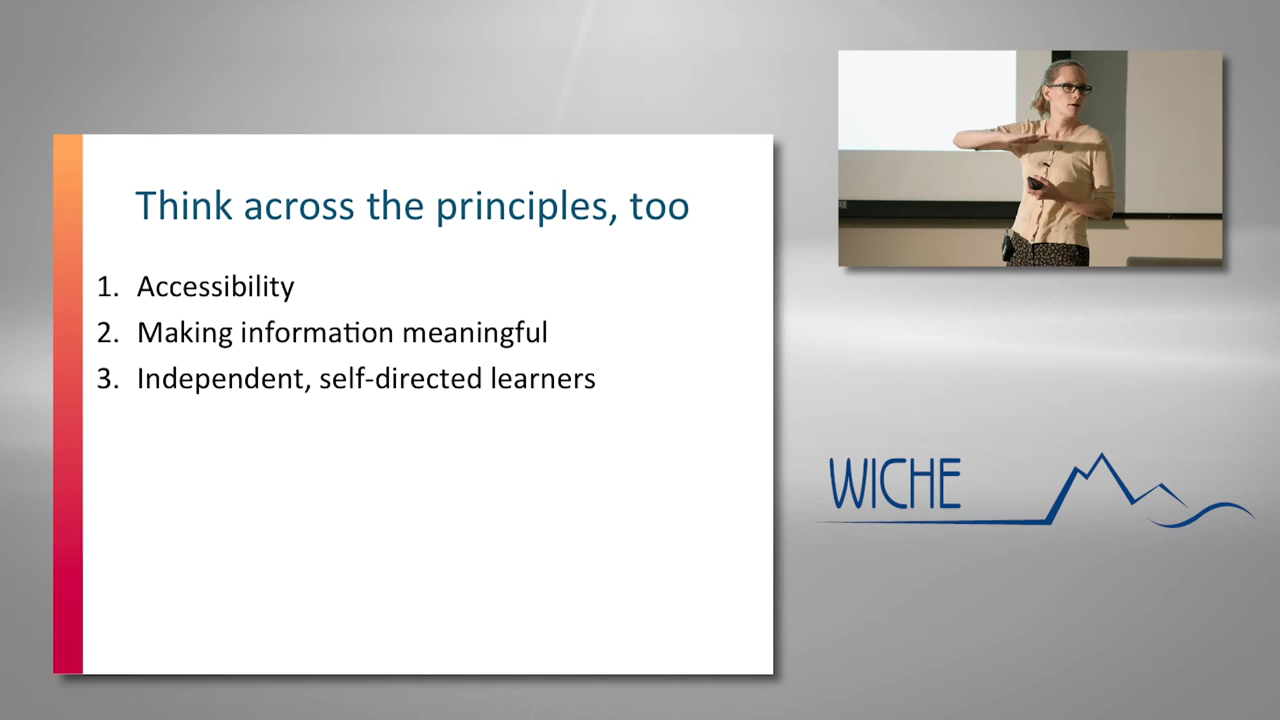 Think across the principles, too
1. Accessibility
2. Making information meaningful
3. Independent, self-directed learners
WICHE